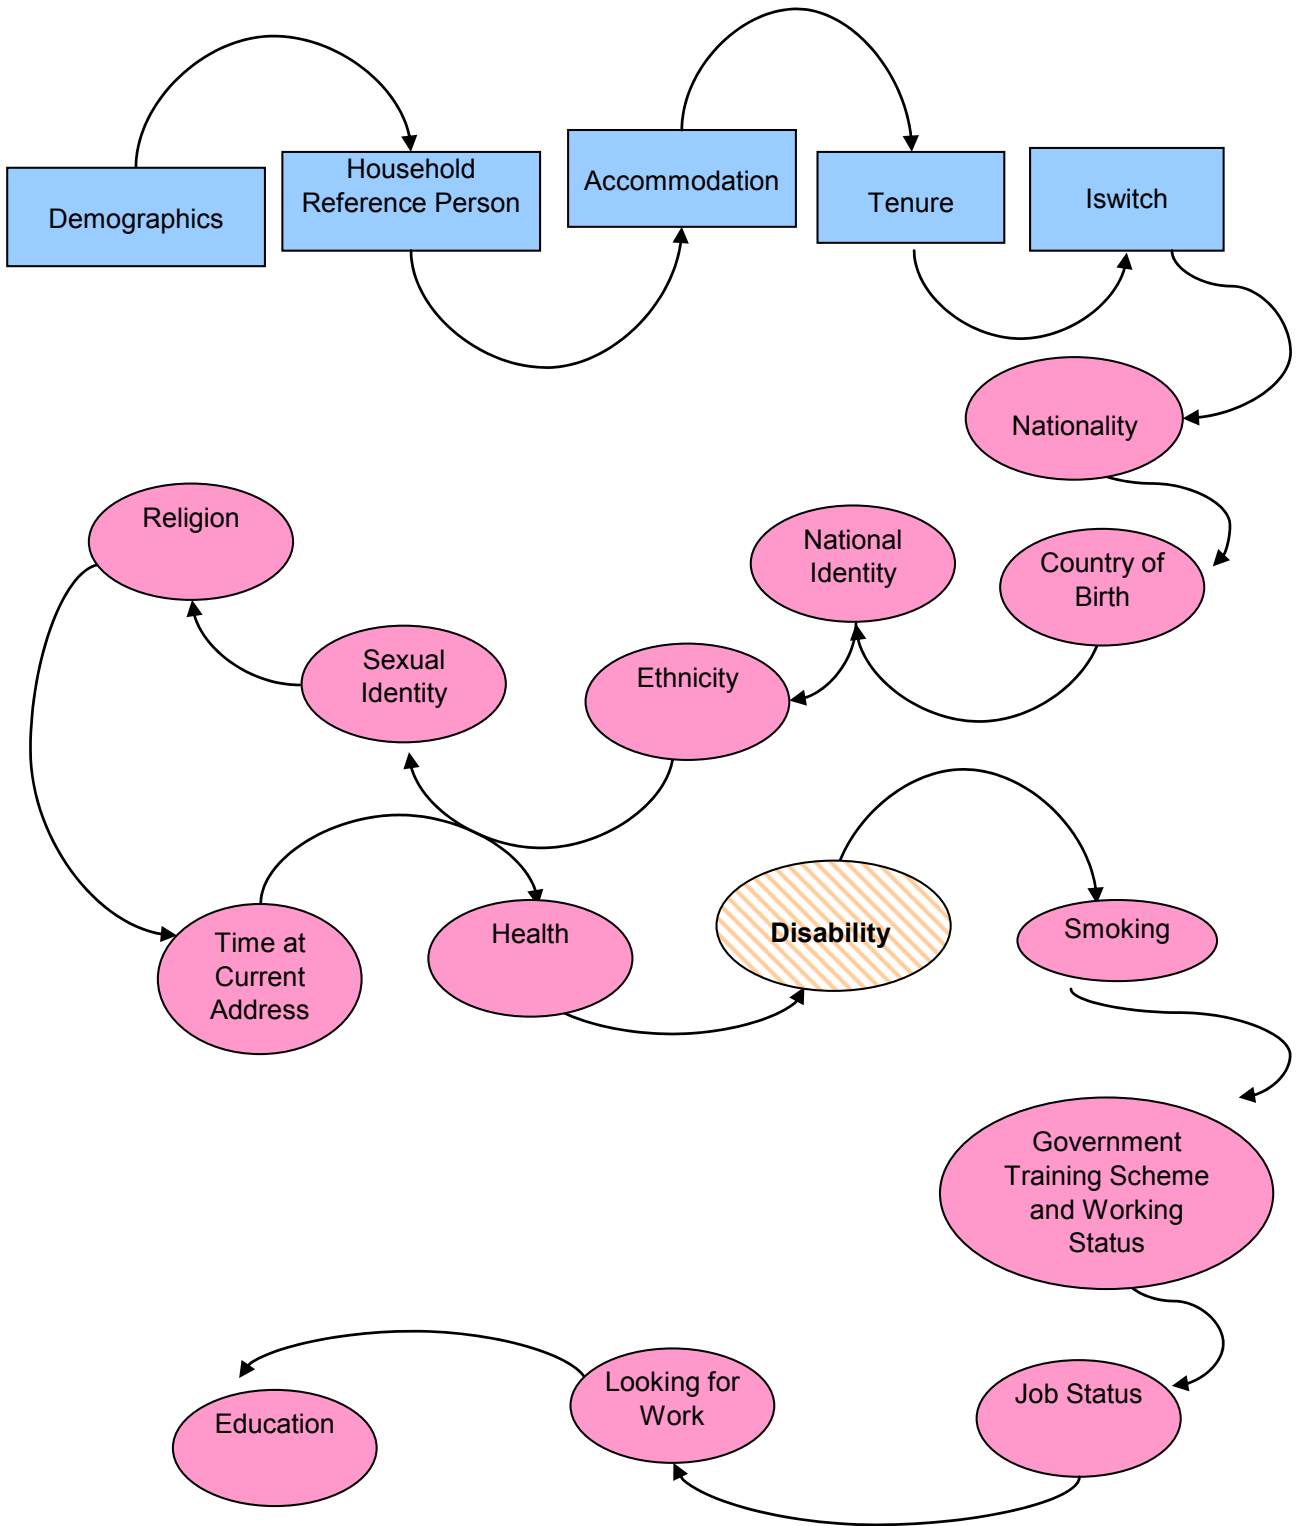 Demographics
Household
Reference Person
Accommodation
Tenure
Iswitch
Nationality
Country of
Birth
National
Identity
Ethnicity
Sexual
Identity
Religion
Time at
Current
Address
Health
Disability
Smoking
Government
Training Scheme
and Working
Status
Job Status
Looking for
Work
Education